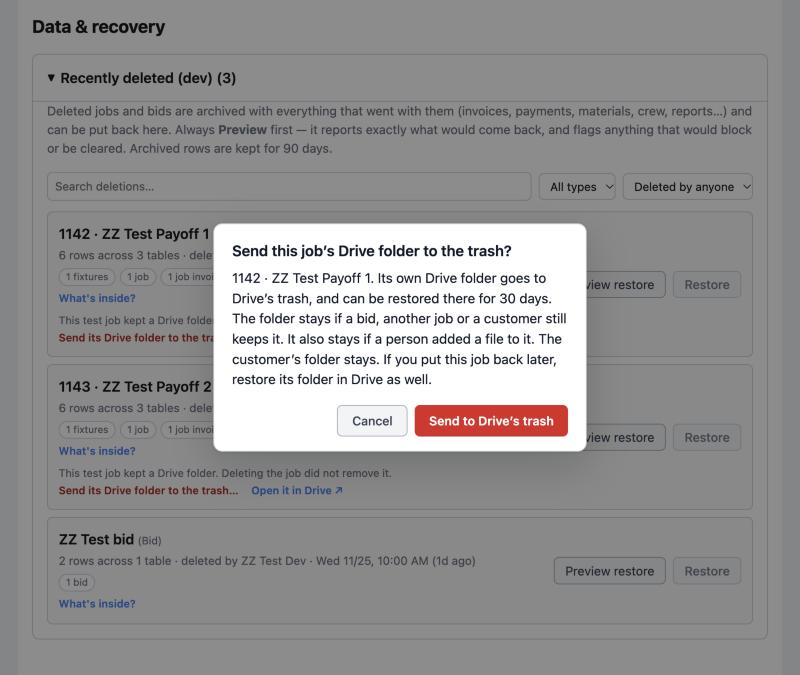 Data & recovery
▼ Recently deleted (dev) (3)
Deleted jobs and bids are archived with everything that went with them (invoices, payments, materials, crew, reports...) and
can be put back here. Always Preview first — it reports exactly what would come back, and flags anything that would block
or be cleared. Archived rows are kept for 90 days.
Search deletions...
All types
Deleted by anyone
1142 · ZZ Test Payoff 1
6 rows across 3 tables
1 fixtures
1 job
1 job
What's inside?
This test job kept a Drive
Send its Drive folder to the
restore
Restore
Send this job's Drive folder to the trash?
1142 · ZZ Test Payoff 1. Its own Drive folder goes to
Drive's trash, and can be restored there for 30 days.
The folder stays if a bid, another job or a customer still
keeps it. It also stays if a person added a file to it. The
customer's folder stays. If you put this job back later,
restore its folder in Drive as well.
Cancel
Send to Drive's trash
1143 · ZZ Test Payoff 2
6 rows across 3 tables
1 fixtures
1 job
1 job
What's inside?
This test job kept a Drive folder. Deleting the job did not remove it.
Send its Drive folder to the trash...
Open it in Drive ↗
restore
Restore
ZZ Test bid (Bid)
2 rows across 1 table · deleted by ZZ Test Dev · Wed 11/25, 10:00 AM (1d ago)
1 bid
What's inside?
Preview restore
Restore